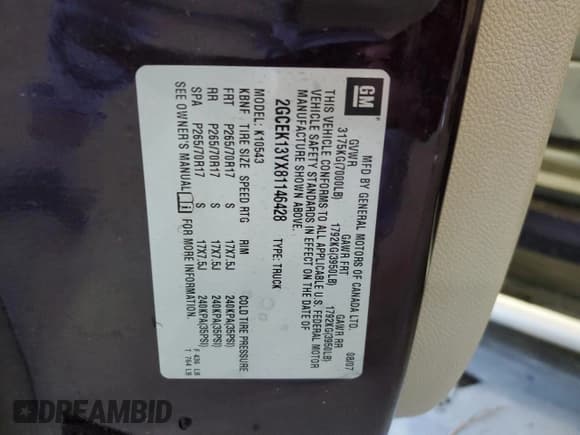 GM
MFD BY GENERAL MOTORS OF CANADA LTD.
08/07
GVWR GAWR FRT GAWR RR
3175KG(7000LB) 1792KG(3950LB) 1792KG(3950LB)
THIS VEHICLE CONFORMS TO ALL APPLICABLE U.S. FEDERAL MOTOR
VEHICLE SAFETY STANDARDS IN EFFECT ON THE DATE OF
MANUFACTURE SHOWN ABOVE.
2GCEK13YX81146428 TYPE: TRUCK
MODEL: K10543
KBNF TIRE SIZE SPEED RTG RIM COLD TIRE PRESSURE
FRT P265/70R17 S 17X7.5J 240KPA(35PSI)
RR P265/70R17 S 17X7.5J 240KPA(35PSI)
SPA P265/70R17 S 17X7.5J 240KPA(35PSI)
SEE OWNER'S MANUAL FOR MORE INFORMATION.
F 436 LB
T 764 LB
DREAMBID